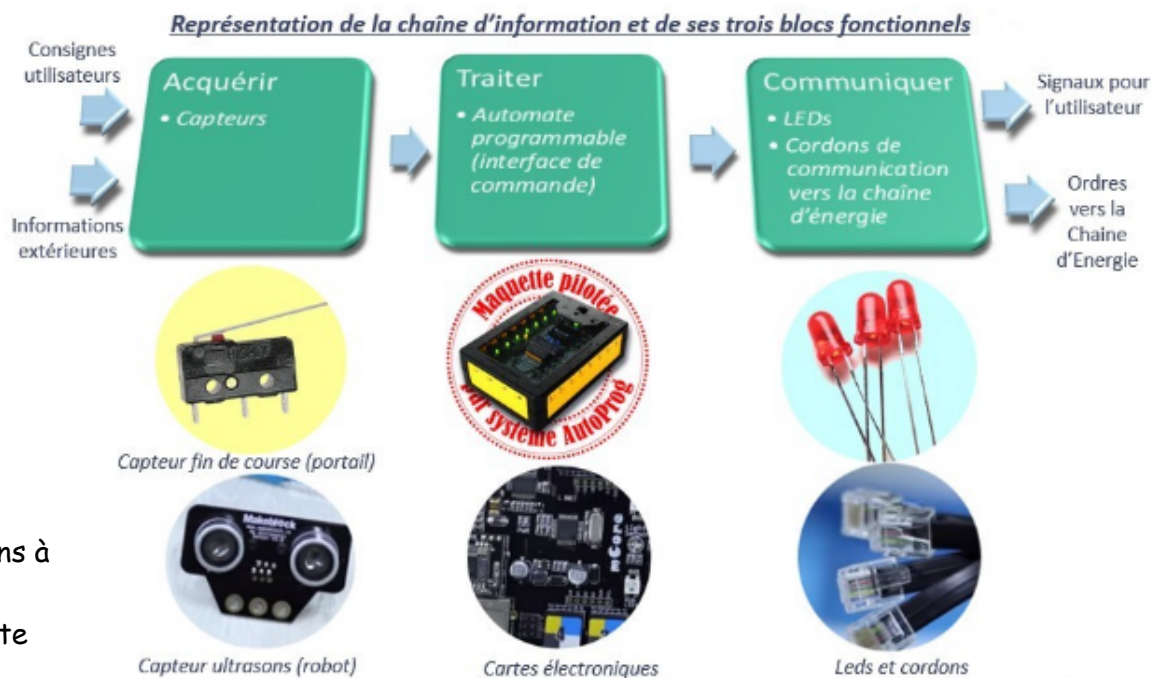 Représentation de la chaîne d'information et de ses trois blocs fonctionnels
Consignes
utilisateurs
Informations
extérieures
Acquérir
• Capteurs
Traiter
• Automate
programmable
(interface de
commande)
Communiquer
• LEDs
• Cordons de
communication
vers la chaîne
d'énergie
Signaux pour
l'utilisateur
Ordres
vers la
Chaine
d'Energie
Capteur fin de course (portail)
Maquette pilotée
par système AutoProg
Makeblock
mCore
ns à
te
Capteur ultrasons (robot)
Cartes électroniques
Leds et cordons